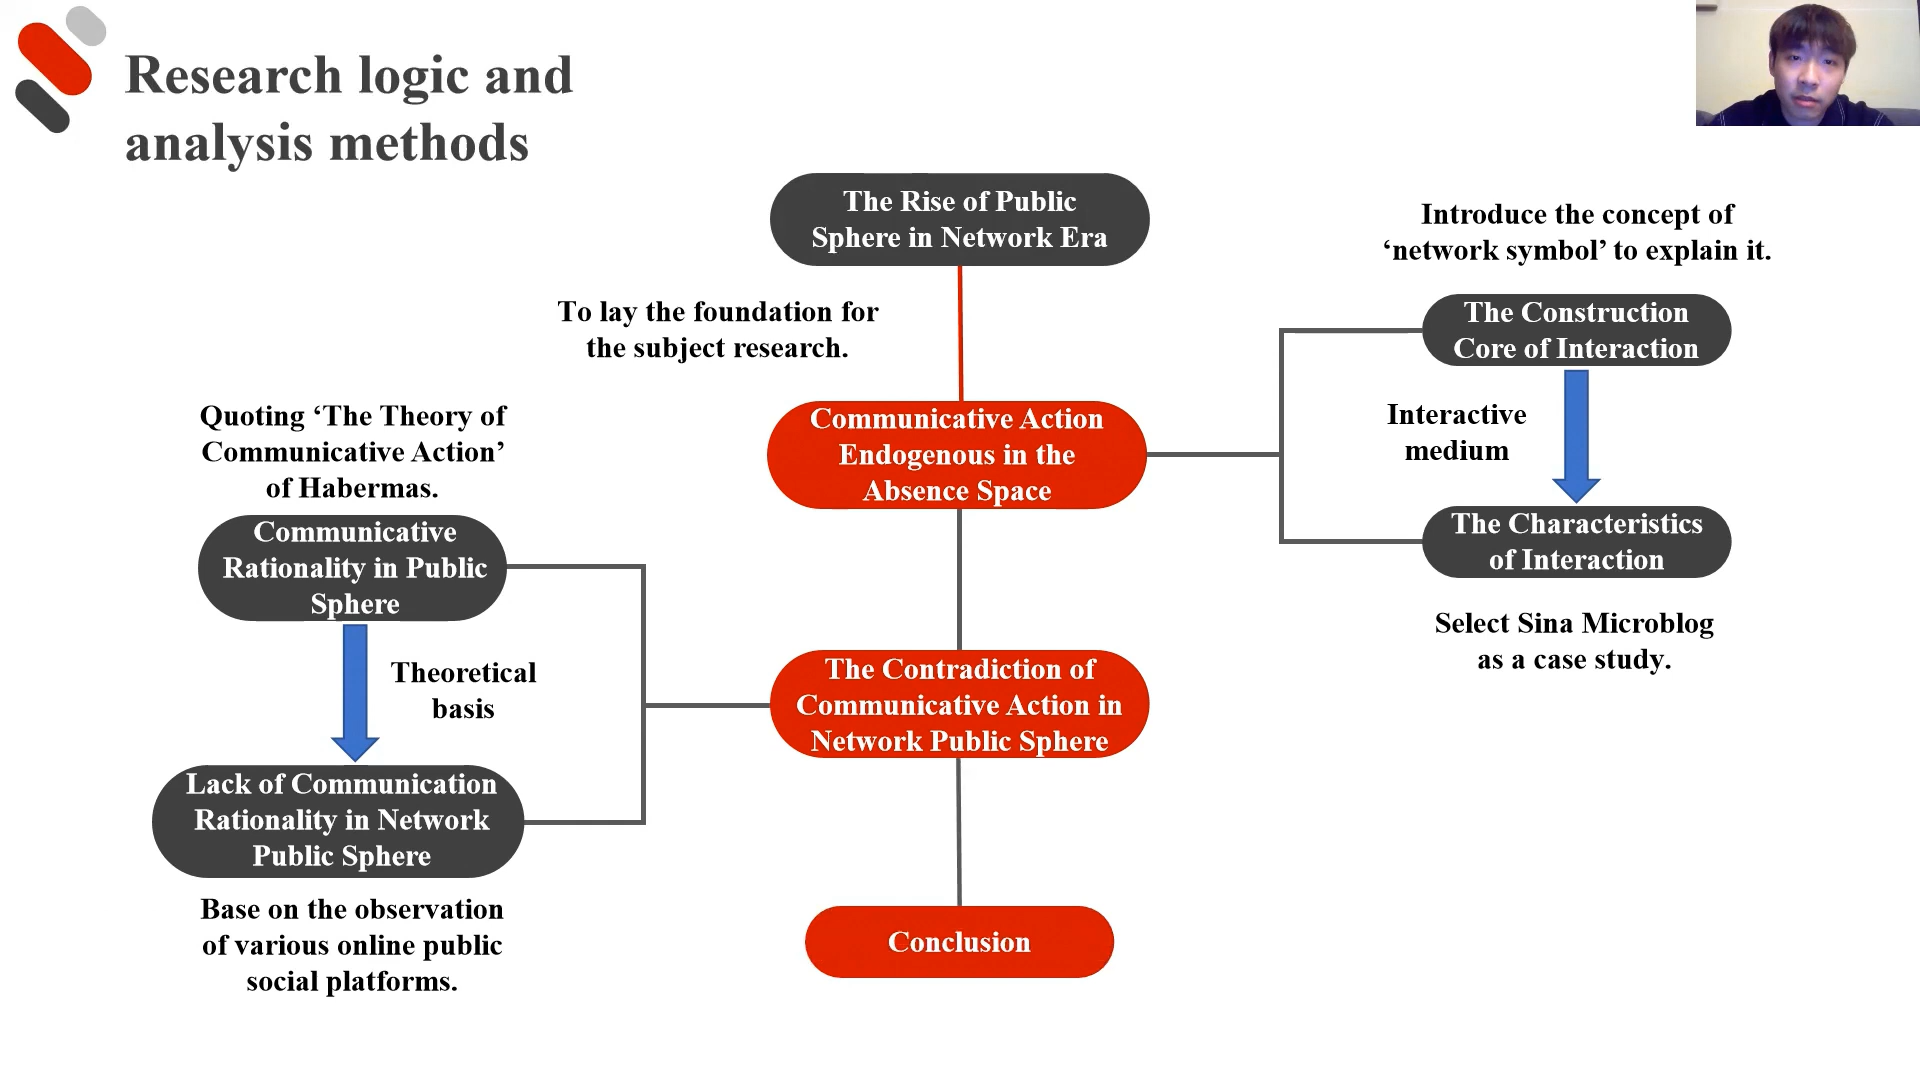 Research logic and
analysis methods
The Rise of Public
Sphere in Network Era
To lay the foundation for
the subject research.
Communicative Action
Endogenous in the
Absence Space
Introduce the concept of
‘network symbol’ to explain it.
The Construction
Core of Interaction
Interactive
medium
The Characteristics
of Interaction
Select Sina Microblog
as a case study.
Quoting ‘The Theory of
Communicative Action’
of Habermas.
Communicative
Rationality in Public
Sphere
Theoretical
basis
Lack of Communication
Rationality in Network
Public Sphere
Base on the observation
of various online public
social platforms.
The Contradiction of
Communicative Action in
Network Public Sphere
Conclusion